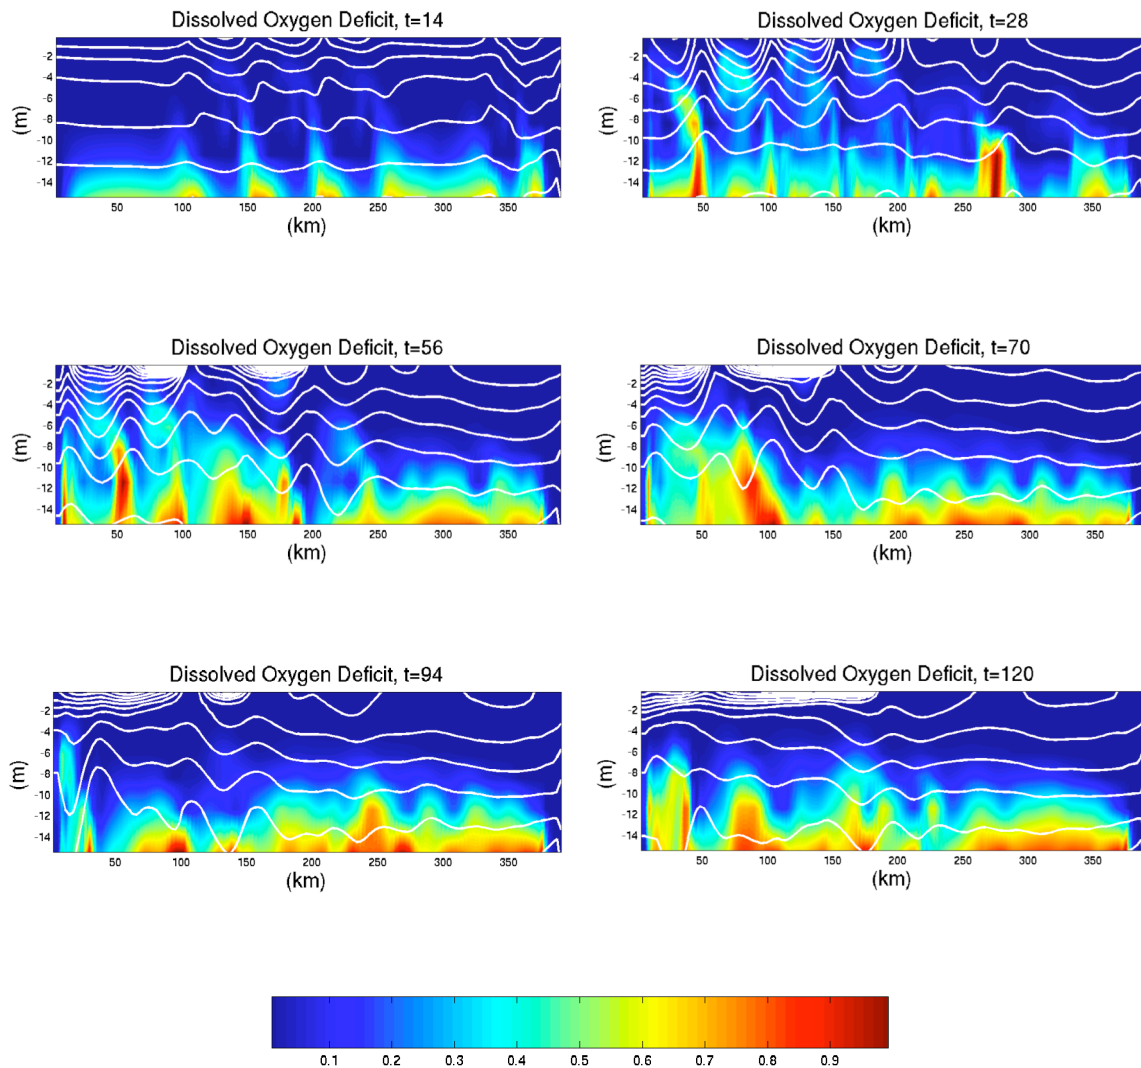 Dissolved Oxygen Deficit, t=14
-2
-4
-6
-8
-10
-12
-14
(m)
50 100 150 200 250 300 350
(km)
Dissolved Oxygen Deficit, t=28
-2
-4
-6
-8
-10
-12
-14
(m)
50 100 150 200 250 300 350
(km)
Dissolved Oxygen Deficit, t=56
-2
-4
-6
-8
-10
-12
-14
(m)
50 100 150 200 250 300 350
(km)
Dissolved Oxygen Deficit, t=70
-2
-4
-6
-8
-10
-12
-14
(m)
50 100 150 200 250 300 350
(km)
Dissolved Oxygen Deficit, t=94
-2
-4
-6
-8
-10
-12
-14
(m)
50 100 150 200 250 300 350
(km)
Dissolved Oxygen Deficit, t=120
-2
-4
-6
-8
-10
-12
-14
(m)
50 100 150 200 250 300 350
(km)
0.1 0.2 0.3 0.4 0.5 0.6 0.7 0.8 0.9